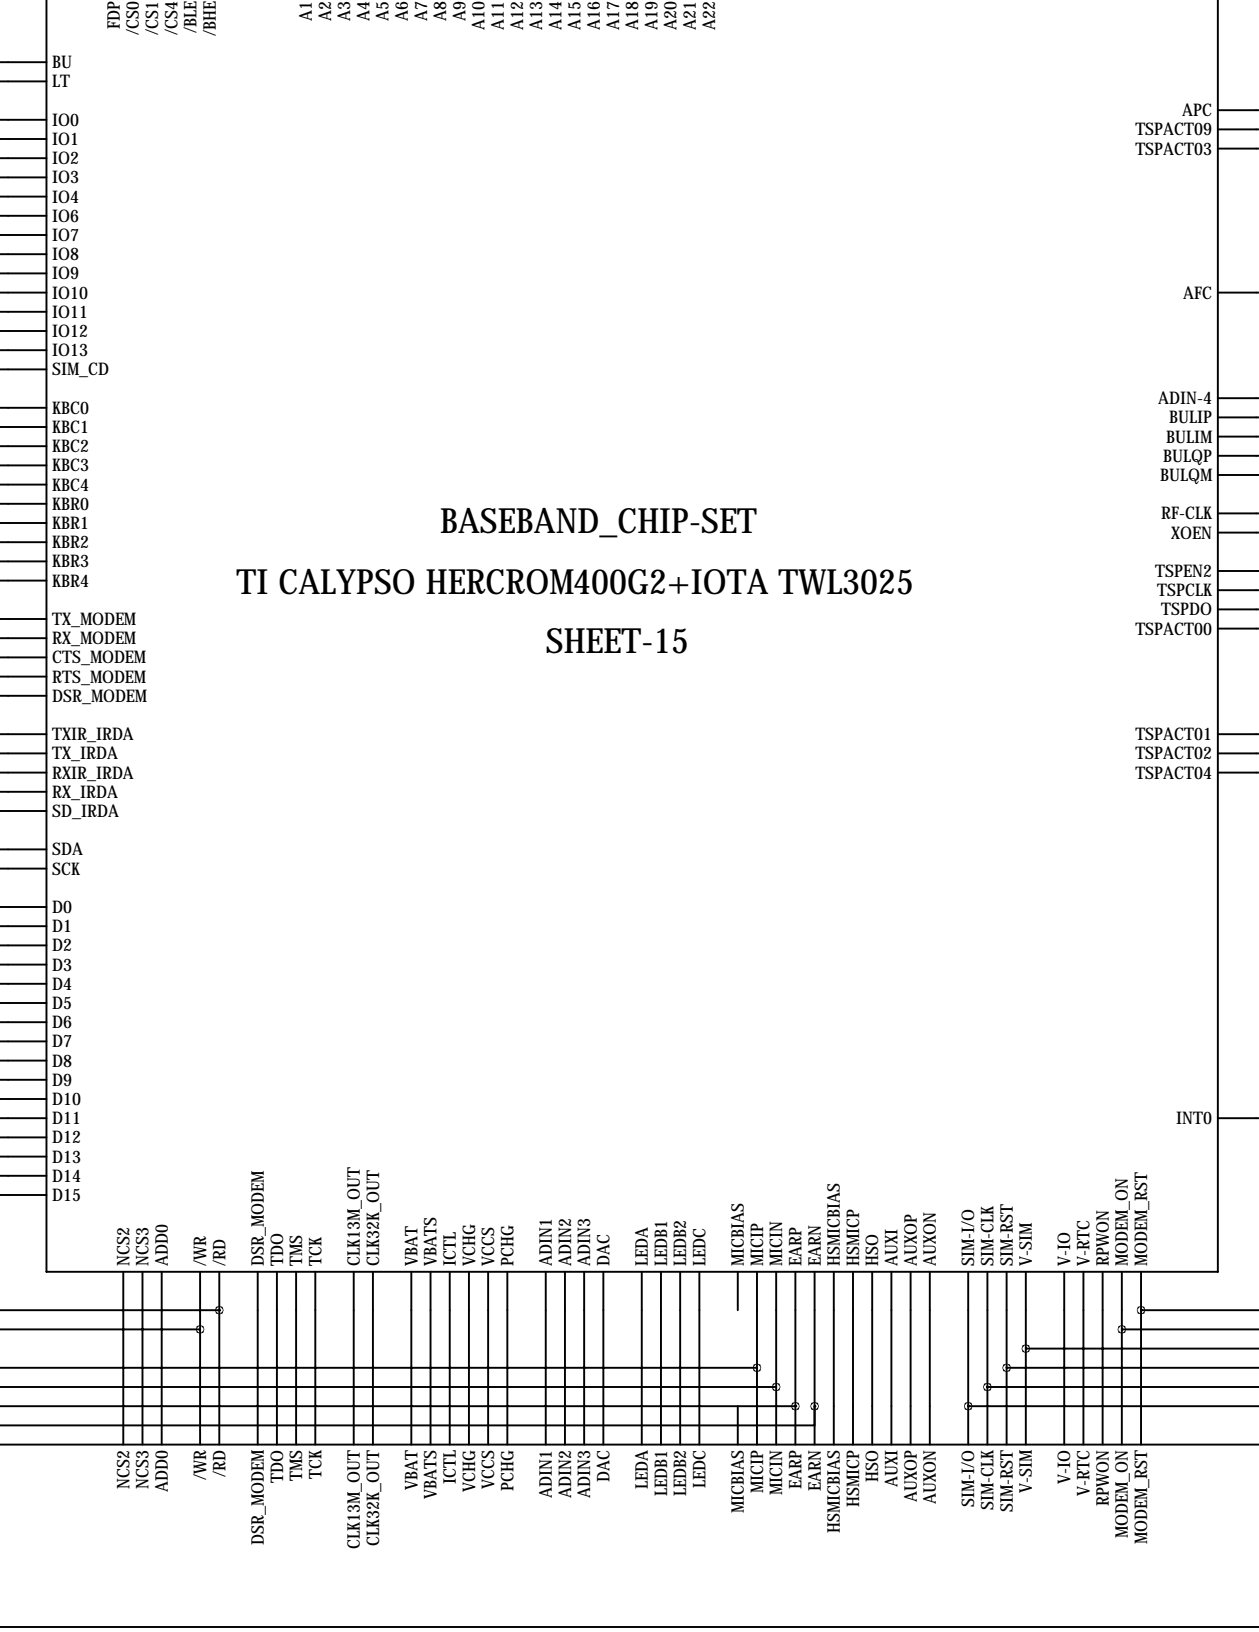 FDP
/CS0
/CS1
/CS4
/BLE
/BHE
A1
A2
A3
A4
A5
A6
A7
A8
A9
A10
A11
A12
A13
A14
A15
A16
A17
A18
A19
A20
A21
A22
BU
LT
IO0
IO1
IO2
IO3
IO4
IO6
IO7
IO8
IO9
IO10
IO11
IO12
IO13
SIM_CD
KBC0
KBC1
KBC2
KBC3
KBC4
KBR0
KBR1
KBR2
KBR3
KBR4
TX_MODEM
RX_MODEM
CTS_MODEM
RTS_MODEM
DSR_MODEM
TXIR_IRDA
TX_IRDA
RXIR_IRDA
RX_IRDA
SD_IRDA
SDA
SCK
D0
D1
D2
D3
D4
D5
D6
D7
D8
D9
D10
D11
D12
D13
D14
D15
BASEBAND_CHIP-SET
TI CALYPSO HERCROM400G2+IOTA TWL3025
SHEET-15
APC
TSPACT09
TSPACT03
AFC
ADIN-4
BULIP
BULIM
BULQP
BULQM
RF-CLK
XOEN
TSPEN2
TSPCLK
TSPDO
TSPACT00
TSPACT01
TSPACT02
TSPACT04
INT0
NCS2
NCS3
ADD0
/WR
/RD
DSR_MODEM
TDO
TMS
TCK
CLK13M_OUT
CLK32K_OUT
VBAT
VBATS
ICTL
VCHG
VCCS
PCHG
ADIN1
ADIN2
ADIN3
DAC
LEDA
LEDB1
LEDB2
LEDC
MICBIAS
MICIP
MICIN
EARP
EARN
HSMICBIAS
HSMICP
HSO
AUXI
AUXOP
AUXON
SIM-I/O
SIM-CLK
SIM-RST
V-SIM
V-IO
V-RTC
RPWON
MODEM_ON
MODEM_RST
NCS2
NCS3
ADD0
/WR
/RD
DSR_MODEM
TDO
TMS
TCK
CLK13M_OUT
CLK32K_OUT
VBAT
VBATS
ICTL
VCHG
VCCS
PCHG
ADIN1
ADIN2
ADIN3
DAC
LEDA
LEDB1
LEDB2
LEDC
MICBIAS
MICIP
MICIN
EARP
EARN
HSMICBIAS
HSMICP
HSO
AUXI
AUXOP
AUXON
SIM-I/O
SIM-CLK
SIM-RST
V-SIM
V-IO
V-RTC
RPWON
MODEM_ON
MODEM_RST